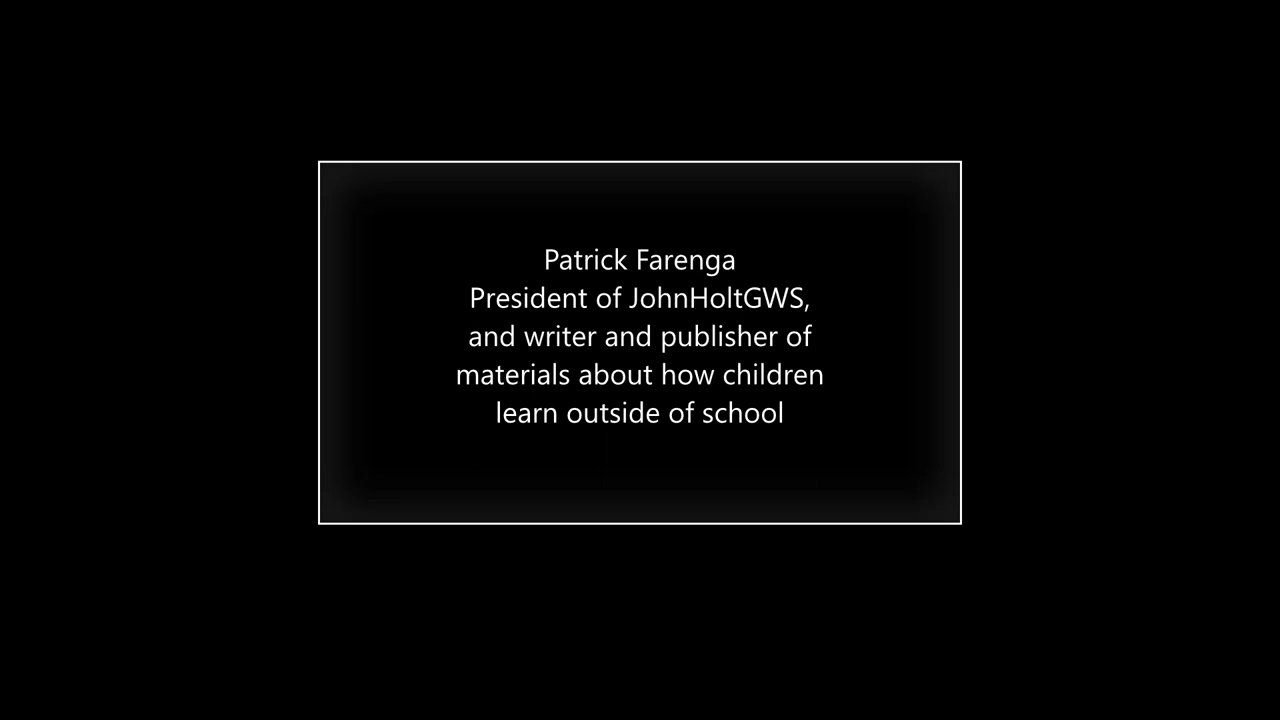 Patrick Farenga
President of JohnHoltGWS,
and writer and publisher of
materials about how children
learn outside of school